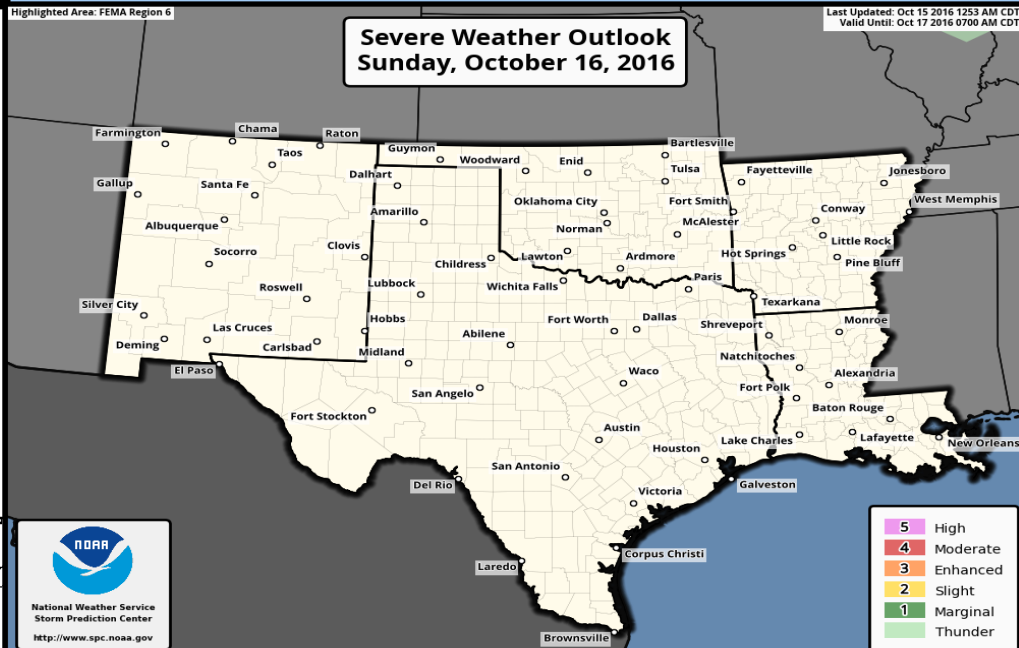 Highlighted Area: FEMA Region 6
Last Updated: Oct 15 2016 1253 AM CDT
Valid Until: Oct 17 2016 0700 AM CDT
Severe Weather Outlook
Sunday, October 16, 2016
Farmington
Chama
Raton
Taos
Guymon
Woodward
Enid
Bartlesville
Gallup
Santa Fe
Dalhart
Tulsa
Fayetteville
Jonesboro
Albuquerque
Amarillo
Oklahoma City
Fort Smith
Conway
West Memphis
Norman
McAlester
Socorro
Clovis
Childress
Lawton
Ardmore
Hot Springs
Little Rock
Pine Bluff
Roswell
Lubbock
Wichita Falls
Paris
Texarkana
Silver City
Las Cruces
Hobbs
Abilene
Fort Worth
Dallas
Shreveport
Monroe
Deming
Carlsbad
Midland
Natchitoches
El Paso
San Angelo
Waco
Fort Polk
Alexandria
Fort Stockton
Baton Rouge
Austin
Houston
Lake Charles
Lafayette
New Orleans
Del Rio
San Antonio
Galveston
Victoria
Laredo
Corpus Christi
Brownsville
NOAA
National Weather Service
Storm Prediction Center
http://www.spc.noaa.gov
5 High
4 Moderate
3 Enhanced
2 Slight
1 Marginal
Thunder